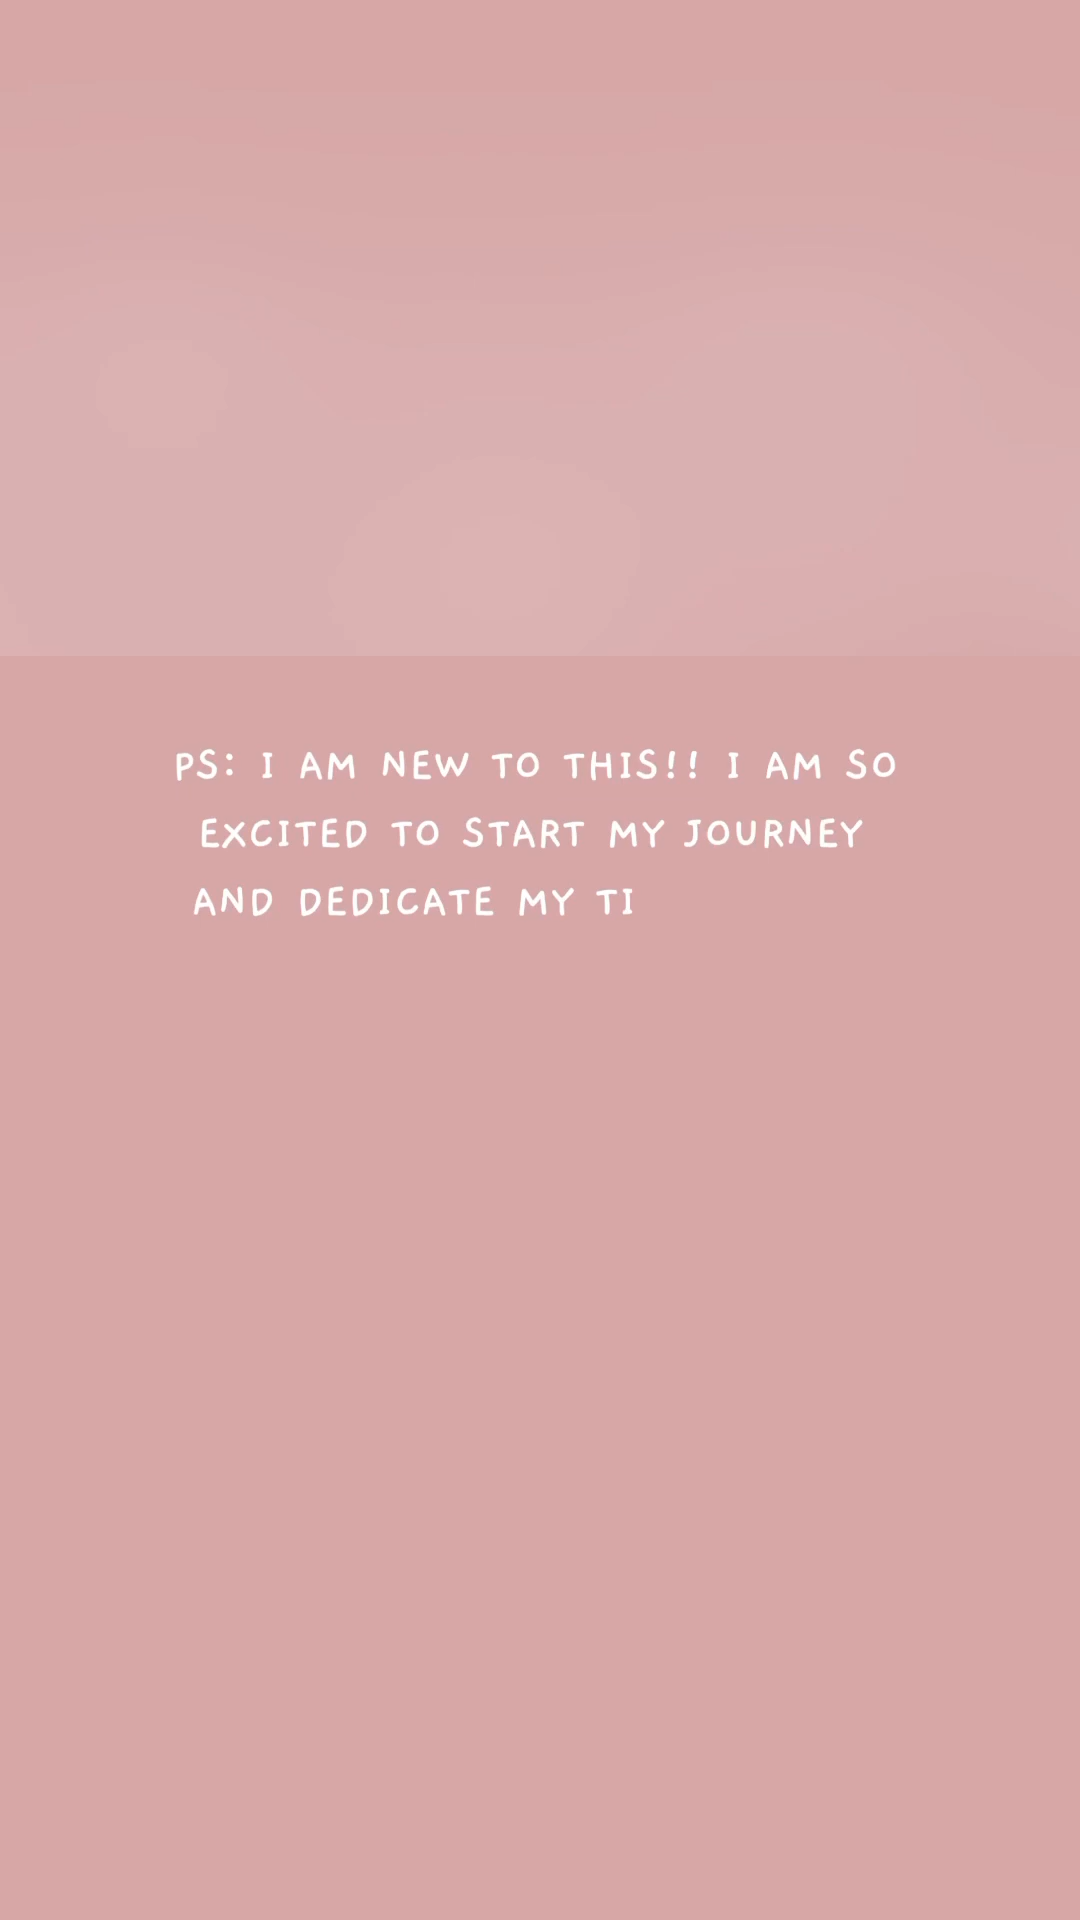 PS: I AM NEW TO THIS!! I AM SO
EXCITED TO START MY JOURNEY
AND DEDICATE MY TI